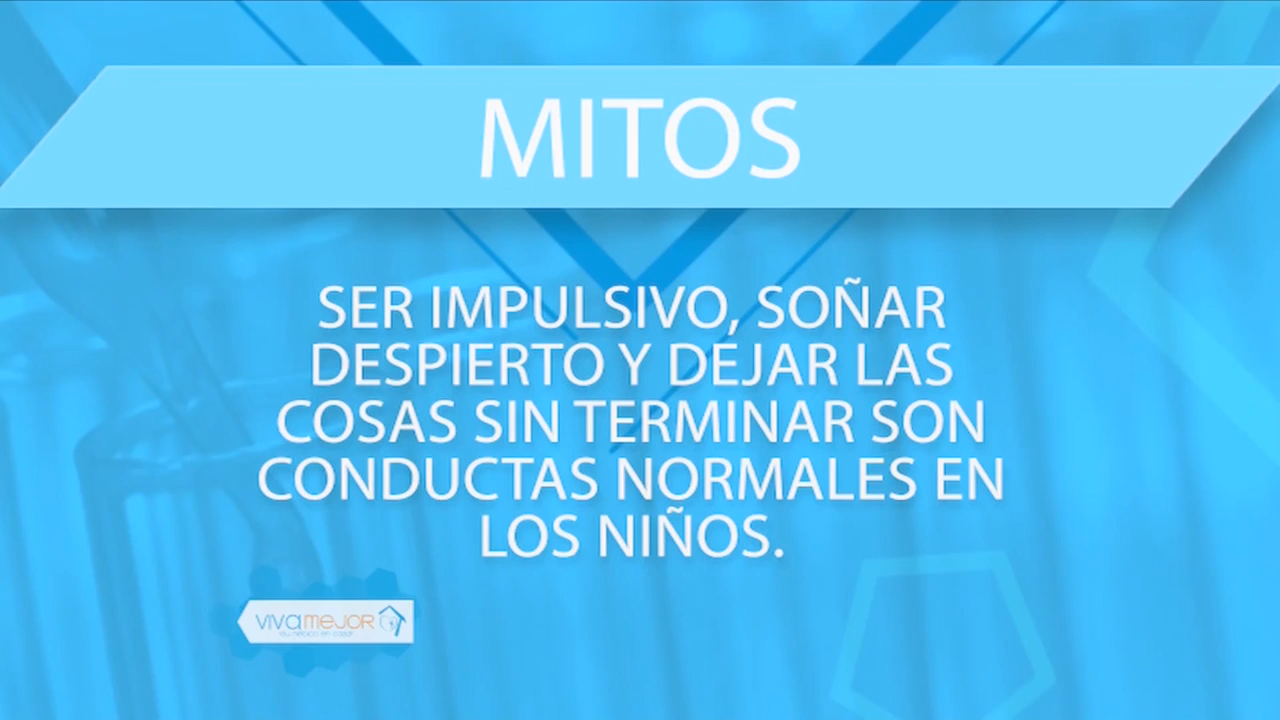 MITOS
SER IMPULSIVO, SOÑAR
DESPIERTO Y DEJAR LAS
COSAS SIN TERMINAR SON
CONDUCTAS NORMALES EN
LOS NIÑOS.
vivamejor